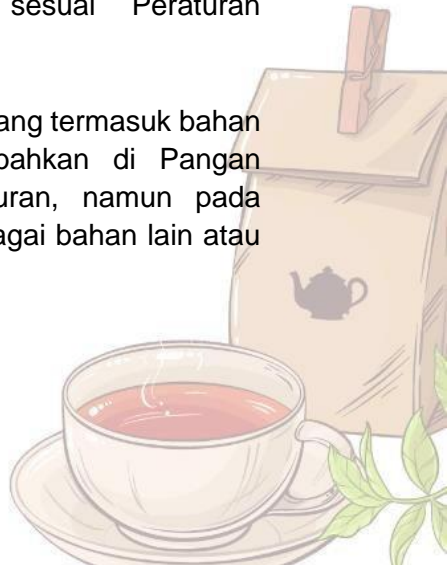 sesuai Peraturan
ang termasuk bahan
bahkan di Pangan
uran, namun pada
agai bahan lain atau